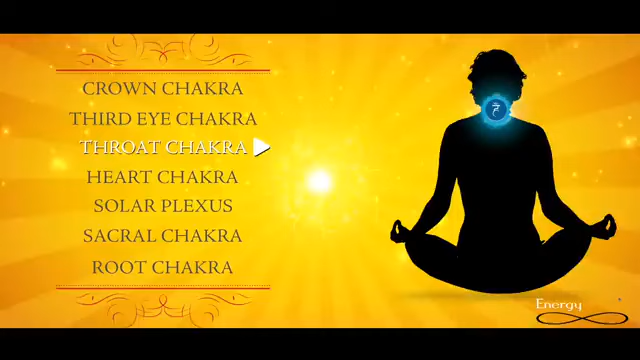 CROWN CHAKRA
THIRD EYE CHAKRA
THROAT CHAKRA
HEART CHAKRA
SOLAR PLEXUS
SACRAL CHAKRA
ROOT CHAKRA
Energy